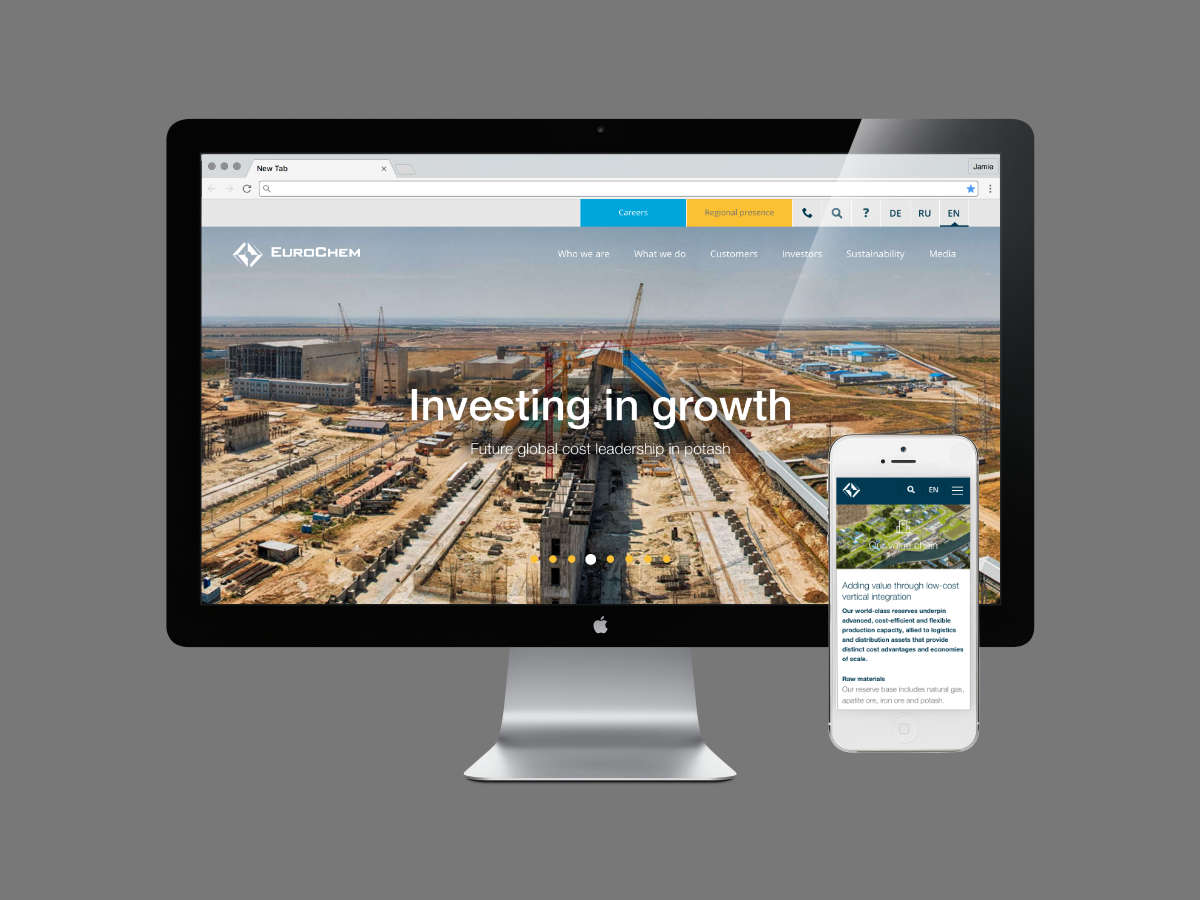 New Tab
Jamie
Careers
Regional presence
?
DE
RU
EN
EUROCHEM
Who we are
What we do
Customers
Investors
Sustainability
Media
Investing in growth
Future global cost leadership in potash
EN
Our value chain
Adding value through low-cost
vertical integration
Our world-class reserves underpin
advanced, cost-efficient and flexible
production capacity, allied to logistics
and distribution assets that provide
distinct cost advantages and economies
of scale.
Raw materials
Our reserve base includes natural gas,
apatite ore, iron ore and potash.